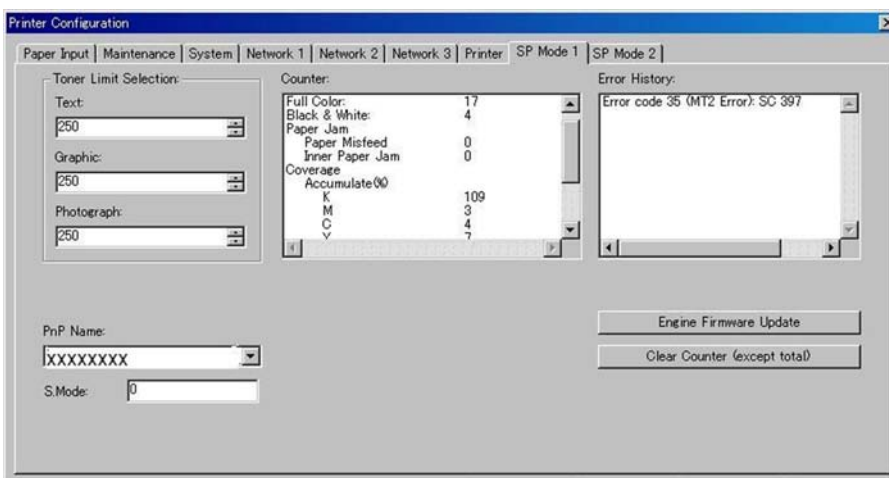 Printer Configuration
Paper Input Maintenance System Network 1 Network 2 Network 3 Printer SP Mode 1 SP Mode 2
Toner Limit Selection:
Text:
250
Graphic:
250
Photograph:
250
Counter:
Full Color: 17
Black & White: 4
Paper Jam
Paper Misfeed 0
Inner Paper Jam 0
Coverage
Accumulate(%)
K 109
M 3
C 4
Y 7
Error History:
Error code 35 (MT2 Error): SC 397
PnP Name:
XXXXXXXX
S.Mode: 0
Engine Firmware Update
Clear Counter (except total)